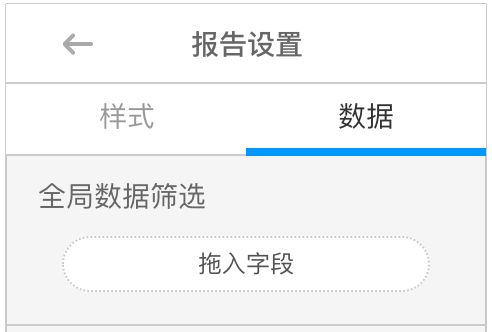 报告设置
样式
数据
全局数据筛选
拖入字段